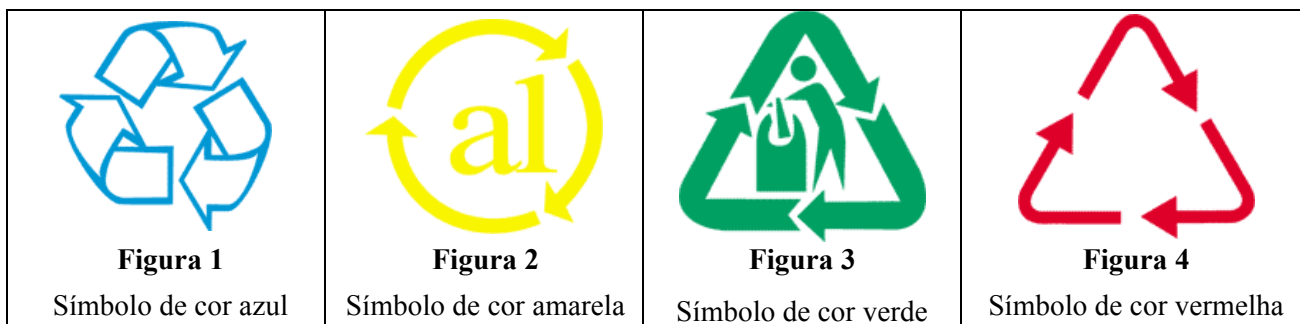 al
Figura 1
Figura 2
Figura 3
Figura 4
Símbolo de cor azul
Símbolo de cor amarela
Símbolo de cor verde
Símbolo de cor vermelha